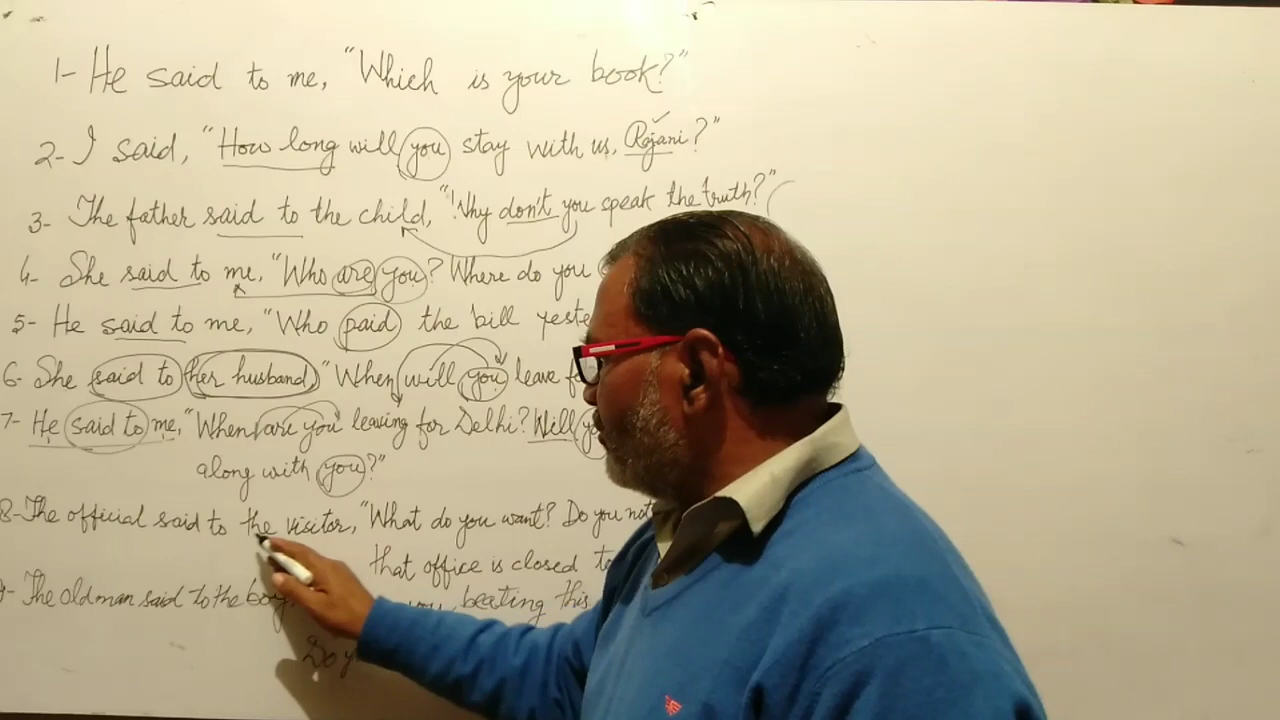 1- He said to me, "Which is your book?"
2- I said, "How long will you stay with us, Rajani?"
3- The father said to the child, "Why don't you speak the truth?"
4- She said to me, "Who are you? Where do you
5- He said to me, "Who paid the bill yeste
6- She said to her husband, "When will you leave f
7- He said to me, "When are you leaving for Delhi? Will y
along with you?"
8- The official said to the visitor, "What do you want? Do you not
that office is closed to
9- The old man said to the boy, you beating this
Do y